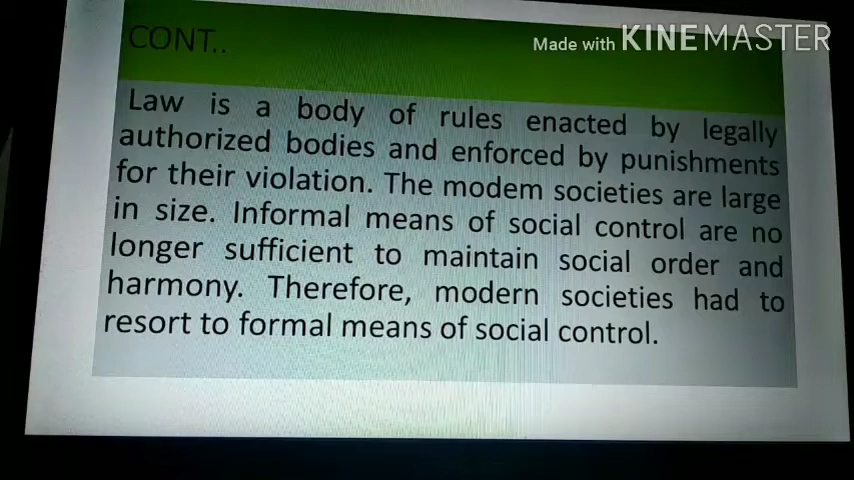 CONT..
Made with KINEMASTER
Law is a body of rules enacted by legally
authorized bodies and enforced by punishments
for their violation. The modem societies are large
in size. Informal means of social control are no
longer sufficient to maintain social order and
harmony. Therefore, modern societies had to
resort to formal means of social control.